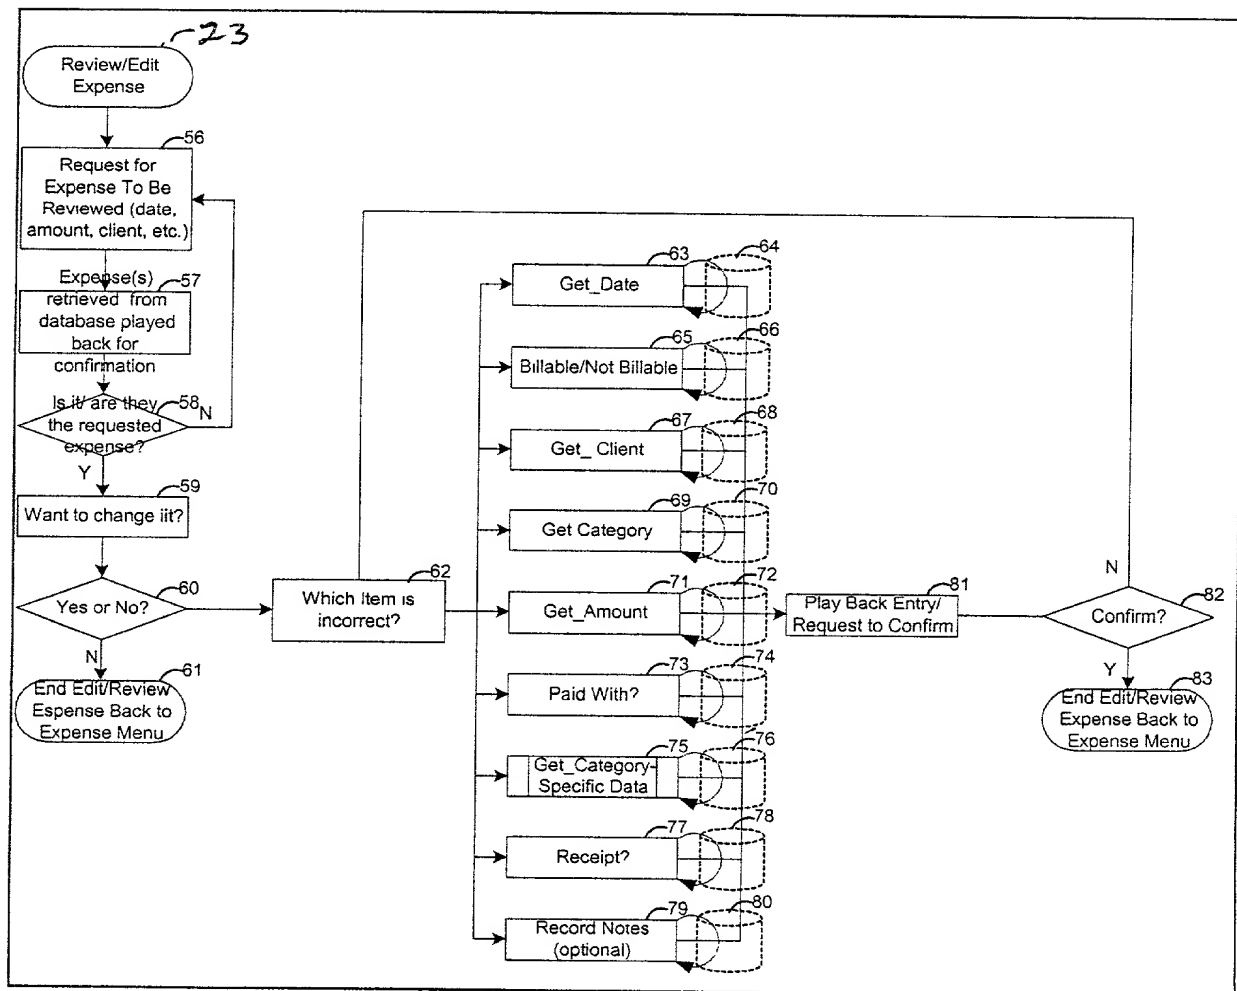 23
Review/Edit
Expense
56
Request for
Expense To Be
Reviewed (date,
amount, client, etc.)
57
Expense(s)
retrieved from
database played
back for
confirmation
58
Is it/ are they
the requested
expense?
N
Y
59
Want to change iit?
60
Yes or No?
N
61
End Edit/Review
Espense Back to
Expense Menu
62
Which Item is
incorrect?
63
64
Get_Date
65
66
Billable/Not Billable
67
68
Get_ Client
69
70
Get Category
71
72
Get_Amount
73
74
Paid With?
75
76
Get_Category-
Specific Data
77
78
Receipt?
79
80
Record Notes
(optional)
81
Play Back Entry/
Request to Confirm
N
82
Confirm?
Y
83
End Edit/Review
Expense Back to
Expense Menu